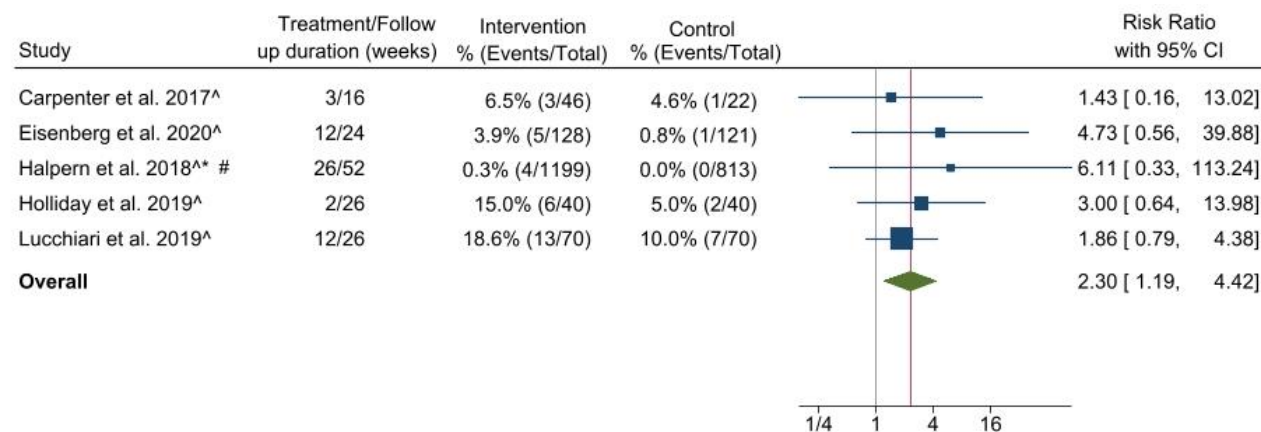 Study Treatment/Follow up duration (weeks) Intervention % (Events/Total) Control % (Events/Total) Risk Ratio with 95% CI
Carpenter et al. 2017^ 3/16 6.5% (3/46) 4.6% (1/22) 1.43 [ 0.16, 13.02]
Eisenberg et al. 2020^ 12/24 3.9% (5/128) 0.8% (1/121) 4.73 [ 0.56, 39.88]
Halpern et al. 2018^* # 26/52 0.3% (4/1199) 0.0% (0/813) 6.11 [ 0.33, 113.24]
Holliday et al. 2019^ 2/26 15.0% (6/40) 5.0% (2/40) 3.00 [ 0.64, 13.98]
Lucchiari et al. 2019^ 12/26 18.6% (13/70) 10.0% (7/70) 1.86 [ 0.79, 4.38]
Overall 2.30 [ 1.19, 4.42]
1/4 1 4 16